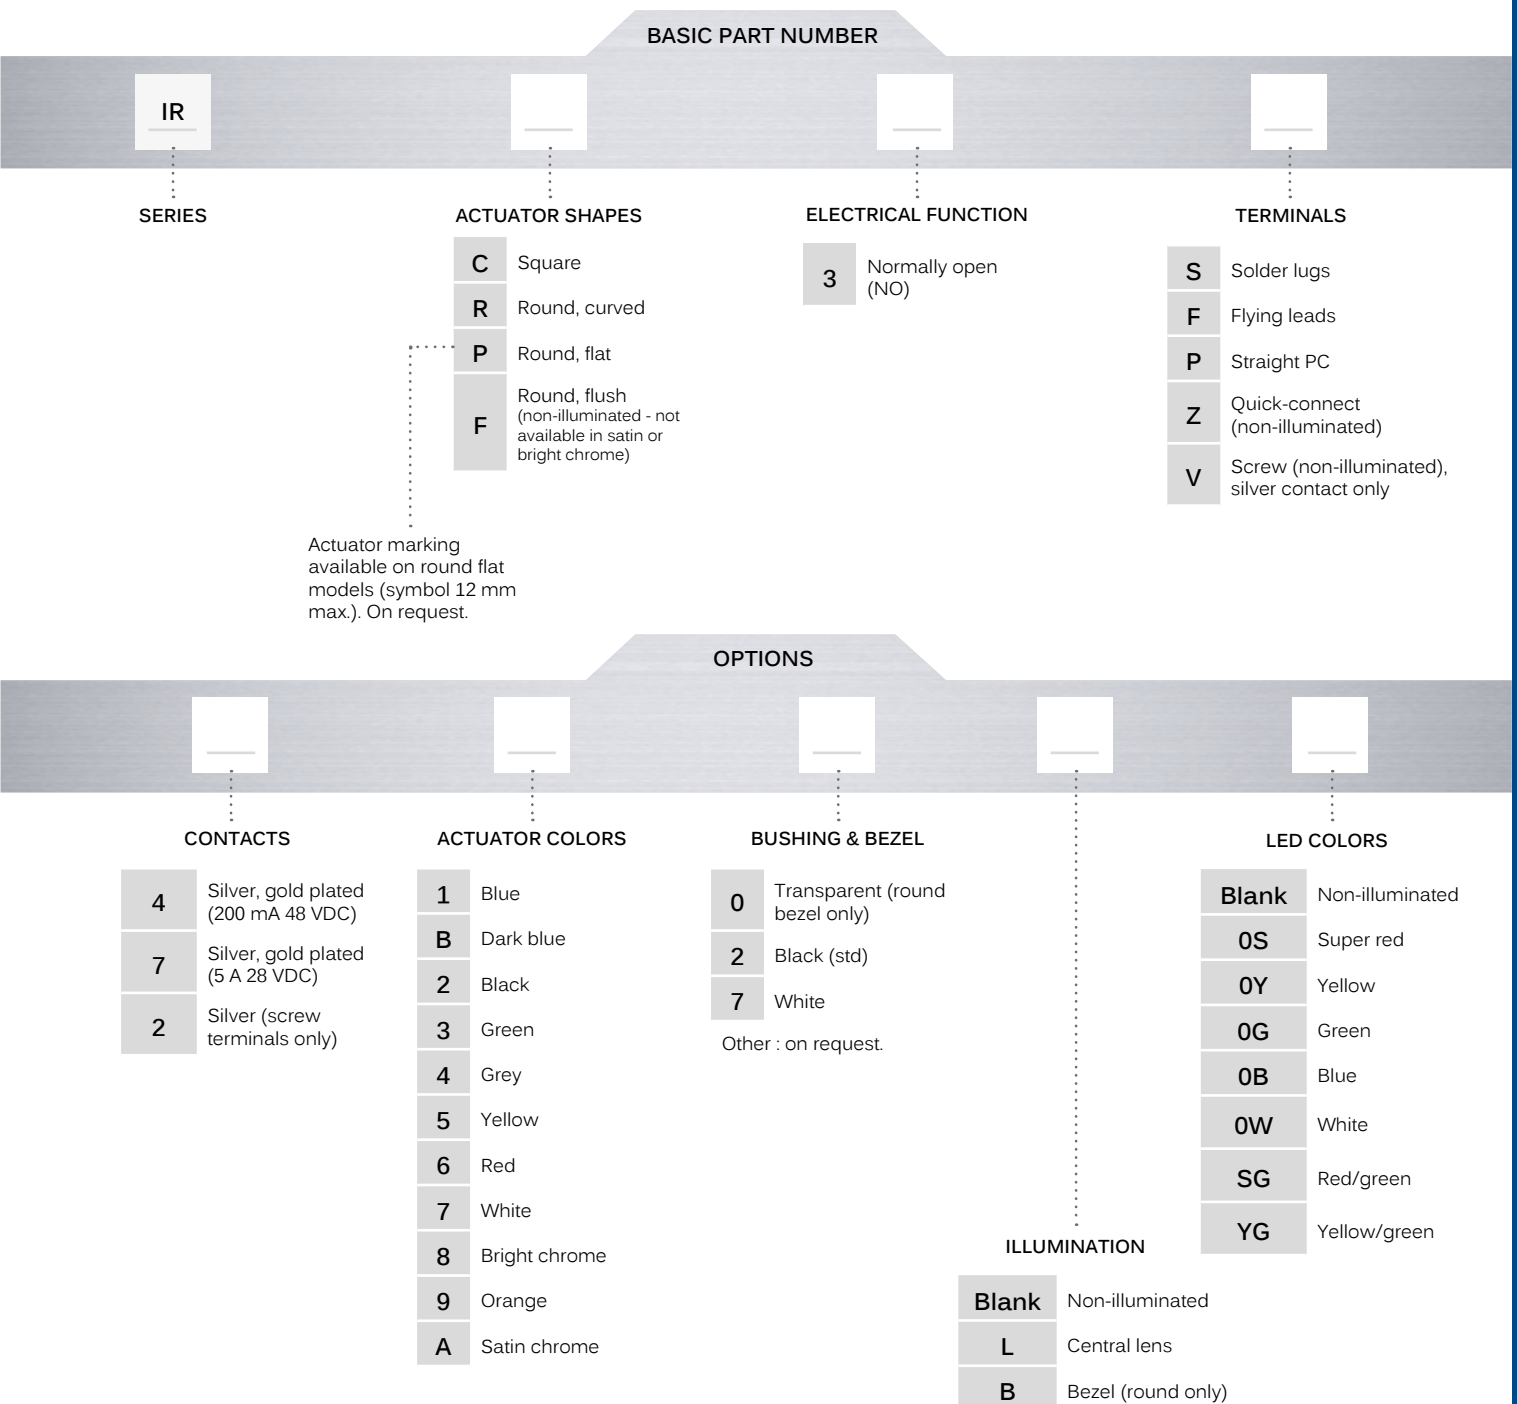 BASIC PART NUMBER
IR
SERIES
ACTUATOR SHAPES
C Square
R Round, curved
P Round, flat
F Round, flush
(non-illuminated - not
available in satin or
bright chrome)
Actuator marking
available on round flat
models (symbol 12 mm
max.). On request.
ELECTRICAL FUNCTION
3 Normally open
(NO)
TERMINALS
S Solder lugs
F Flying leads
P Straight PC
Z Quick-connect
(non-illuminated)
V Screw (non-illuminated),
silver contact only
OPTIONS
CONTACTS
4 Silver, gold plated
(200 mA 48 VDC)
7 Silver, gold plated
(5 A 28 VDC)
2 Silver (screw
terminals only)
ACTUATOR COLORS
1 Blue
B Dark blue
2 Black
3 Green
4 Grey
5 Yellow
6 Red
7 White
8 Bright chrome
9 Orange
A Satin chrome
BUSHING & BEZEL
0 Transparent (round
bezel only)
2 Black (std)
7 White
Other : on request.
ILLUMINATION
Blank Non-illuminated
L Central lens
B Bezel (round only)
LED COLORS
Blank Non-illuminated
0S Super red
0Y Yellow
0G Green
0B Blue
0W White
SG Red/green
YG Yellow/green